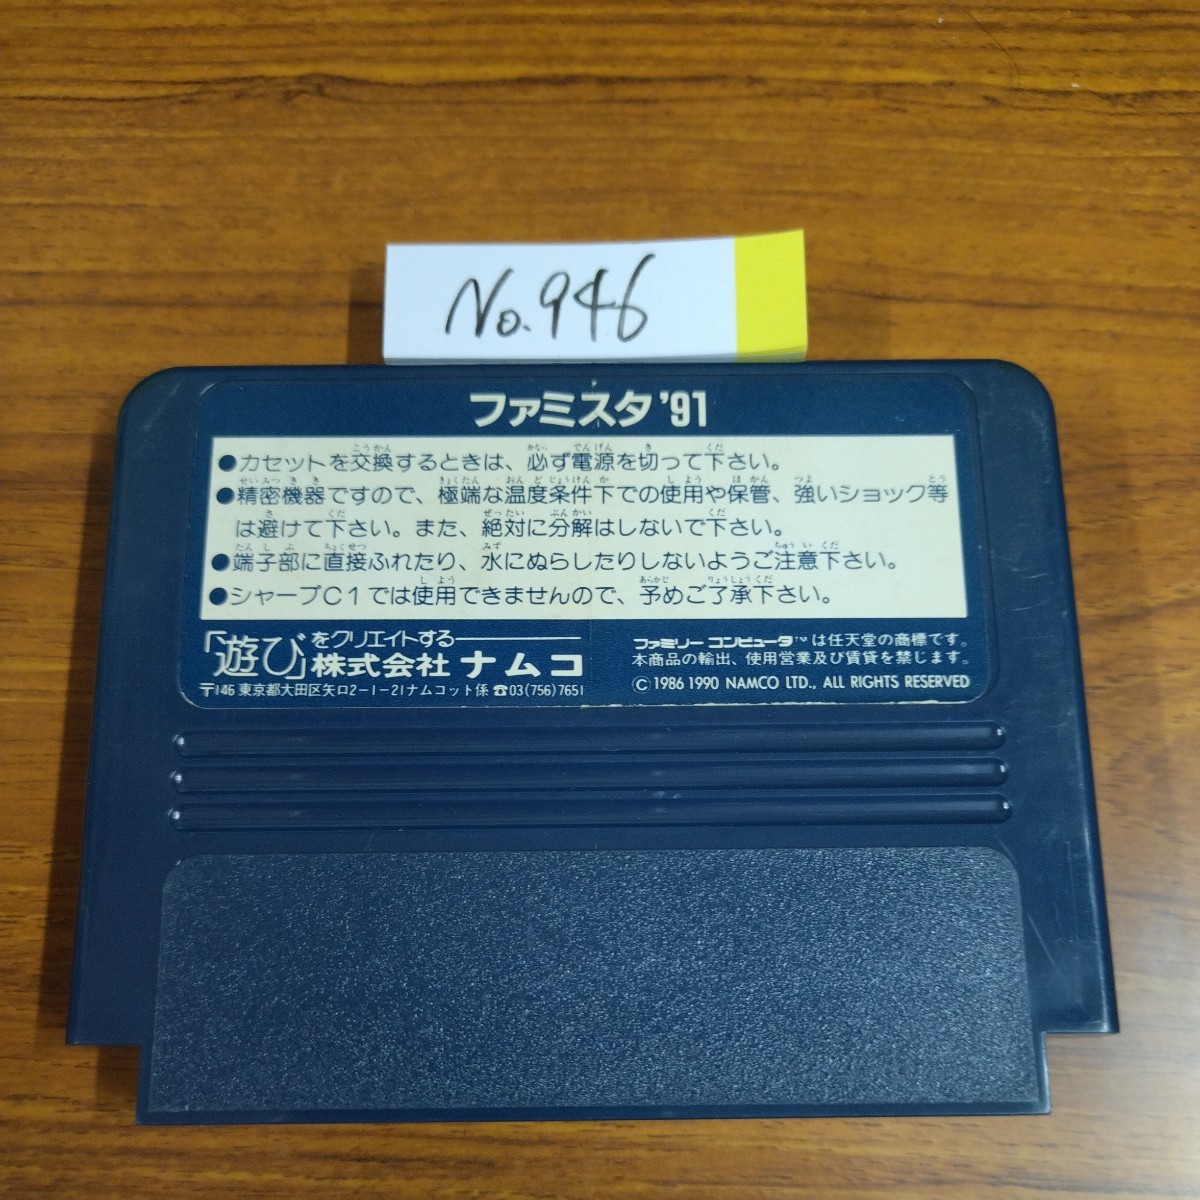 No.946
ファミスタ'91
●カセットを交換するときは、必ず電源を切って下さい。
●精密機器ですので、極端な温度条件下での使用や保管、強いショック等
は避けて下さい。また、絶対に分解はしないで下さい。
●端子部に直接ふれたり、水にぬらしたりしないようご注意下さい。
●シャープC1では使用できませんので、予めご了承下さい。
「遊び」をクリエイトする
株式会社ナムコ
〒146 東京都大田区矢口2-1-21ナムコット係 ☎03(756)7651
ファミリーコンピュータ™は任天堂の商標です。
本商品の輸出、使用営業及び賃貸を禁じます。
© 1986 1990 NAMCO LTD., ALL RIGHTS RESERVED